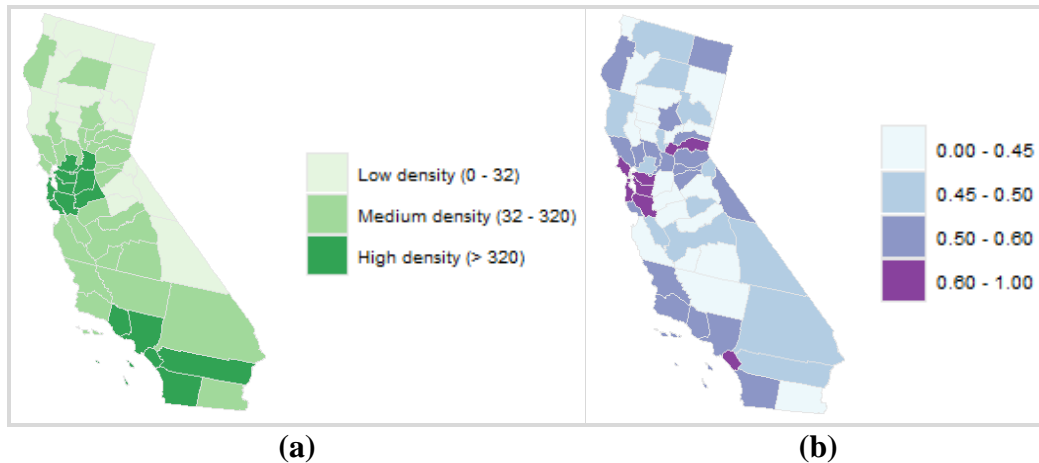 Low density (0 - 32)
Medium density (32 - 320)
High density (> 320)
0.00 - 0.45
0.45 - 0.50
0.50 - 0.60
0.60 - 1.00
(a)
(b)